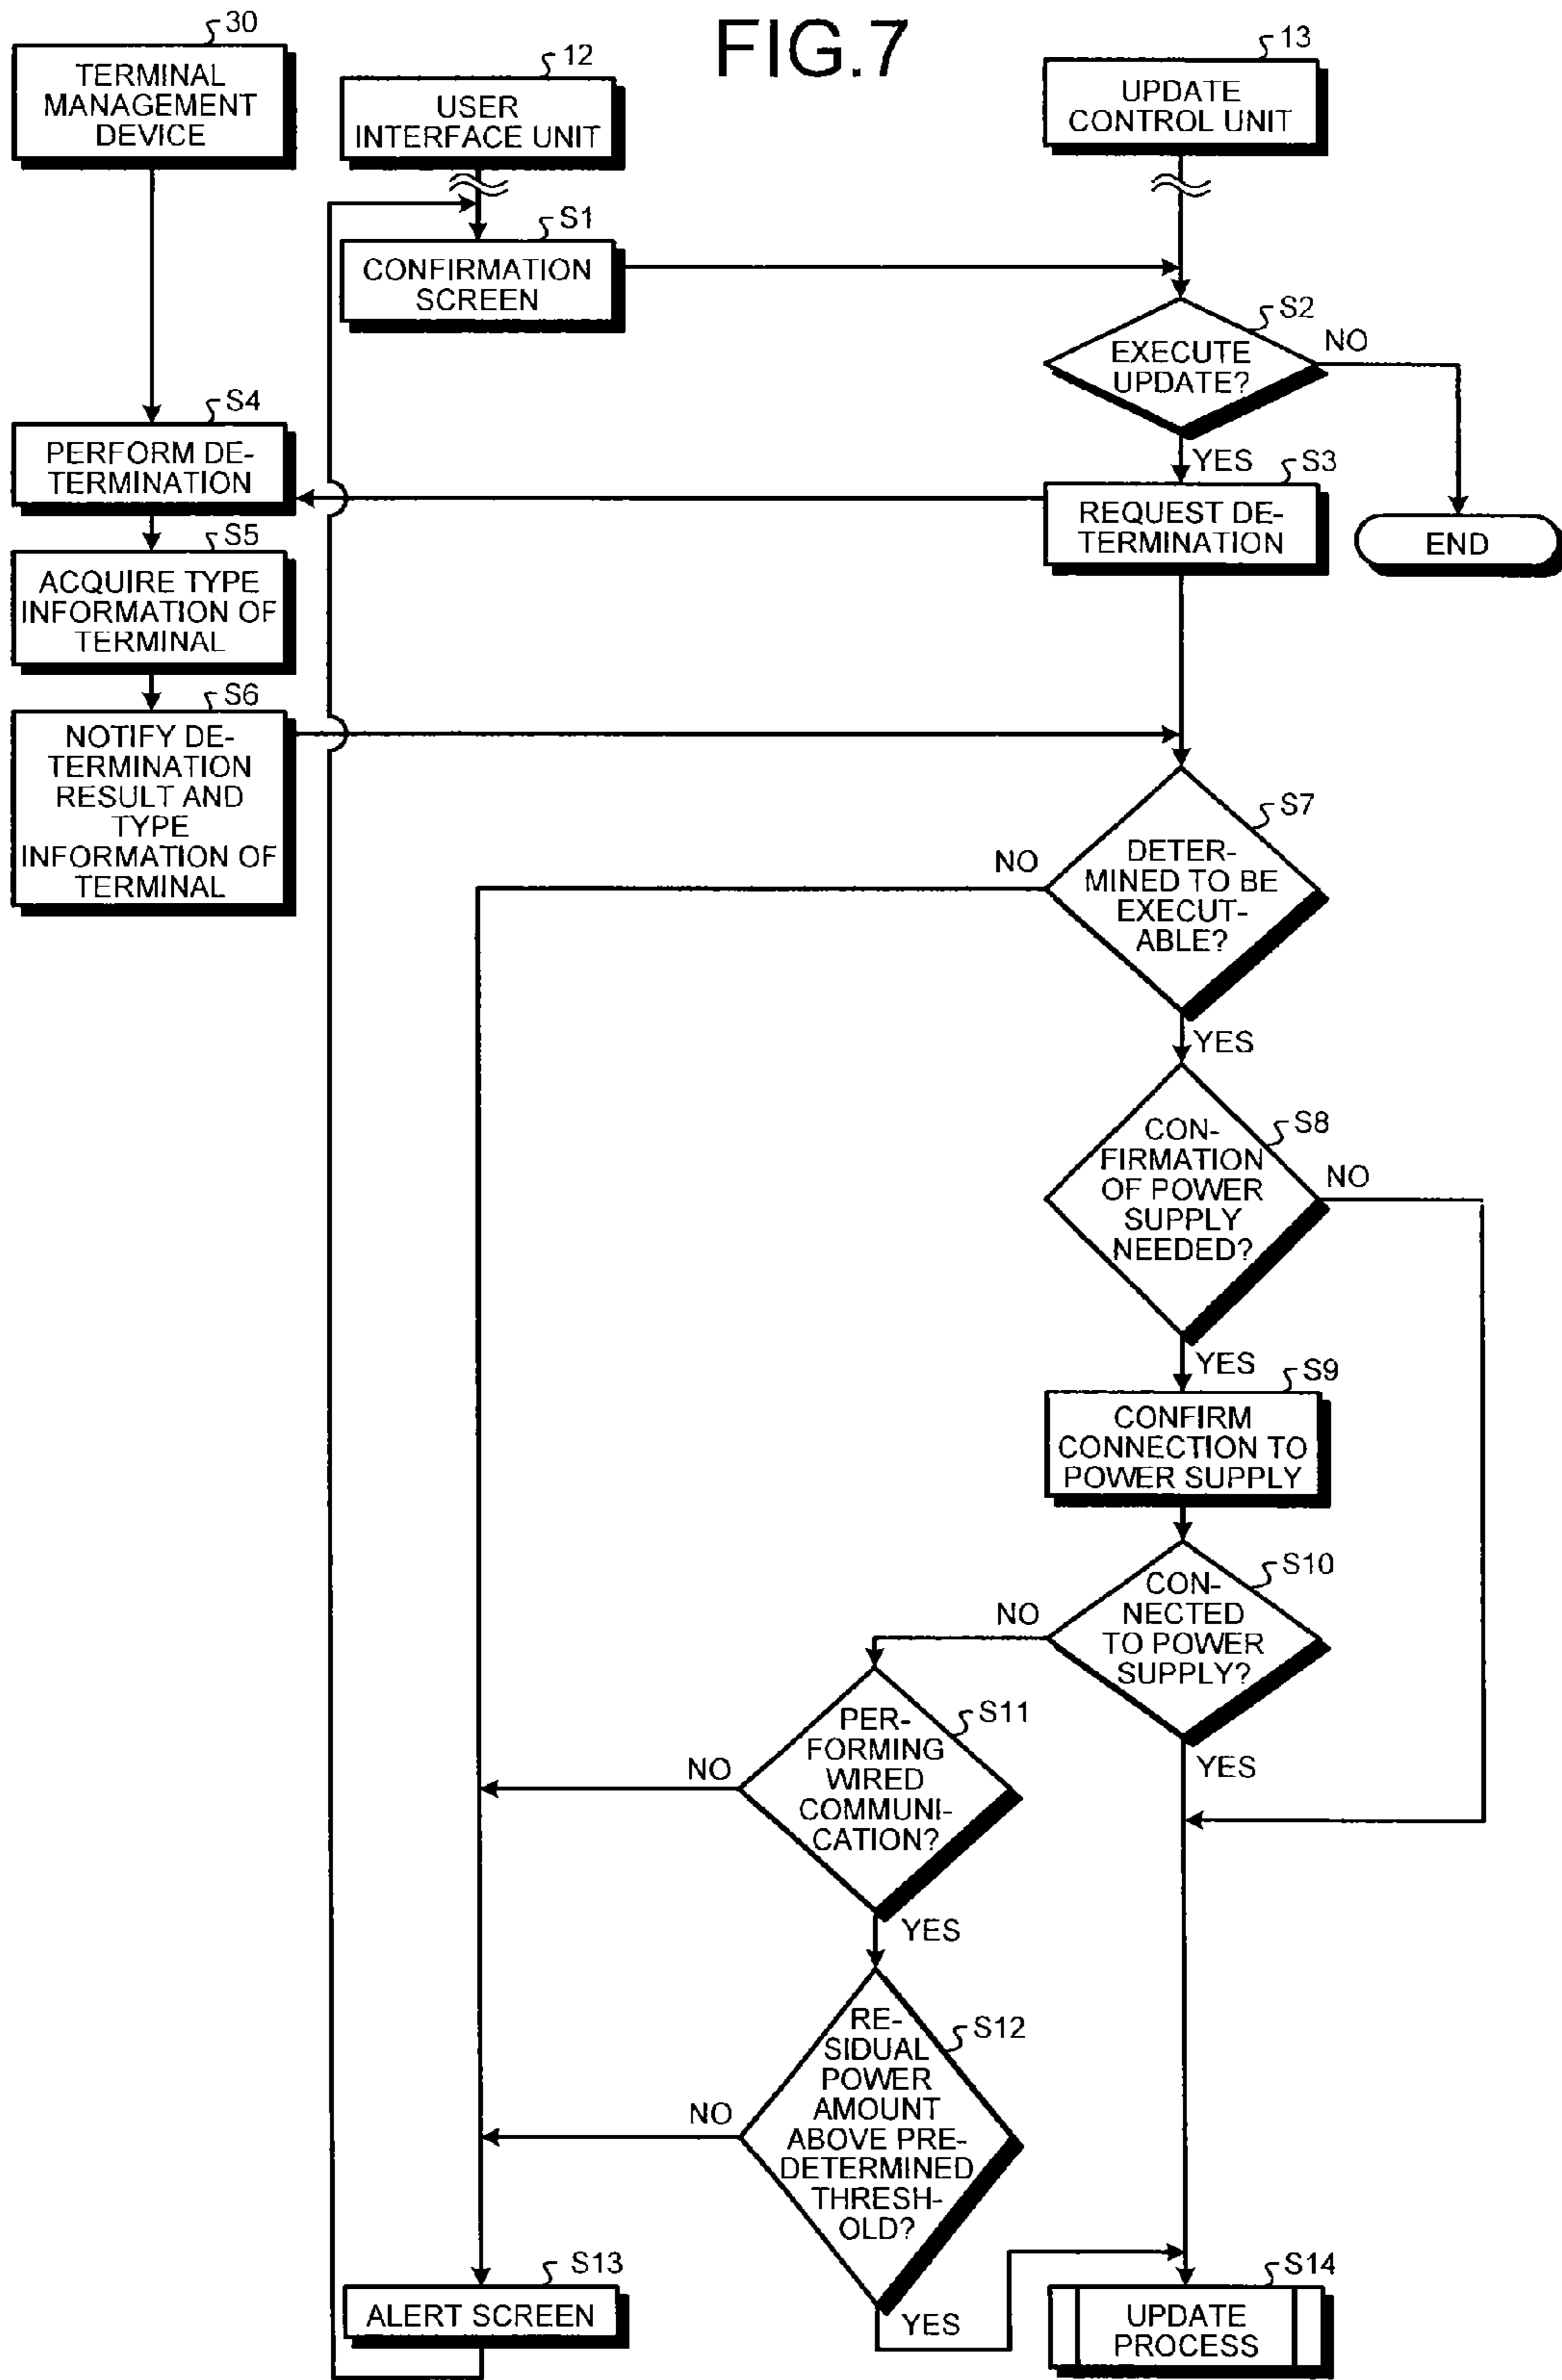 FIG.7
30
TERMINAL
MANAGEMENT
DEVICE
12
USER
INTERFACE UNIT
13
UPDATE
CONTROL UNIT
S1
CONFIRMATION
SCREEN
S2
EXECUTE
UPDATE?
NO
YES
S3
REQUEST DE-
TERMINATION
END
S4
PERFORM DE-
TERMINATION
S5
ACQUIRE TYPE
INFORMATION OF
TERMINAL
S6
NOTIFY DE-
TERMINATION
RESULT AND
TYPE
INFORMATION OF
TERMINAL
S7
DETER-
MINED TO BE
EXECUT-
ABLE?
NO
YES
S8
CON-
FIRMATION
OF POWER
SUPPLY
NEEDED?
NO
YES
S9
CONFIRM
CONNECTION TO
POWER SUPPLY
S10
CON-
NECTED
TO POWER
SUPPLY?
NO
YES
S11
PER-
FORMING
WIRED
COMMUNI-
CATION?
NO
YES
S12
RE-
SIDUAL
POWER
AMOUNT
ABOVE PRE-
DETERMINED
THRESH-
OLD?
NO
YES
S13
ALERT SCREEN
S14
UPDATE
PROCESS